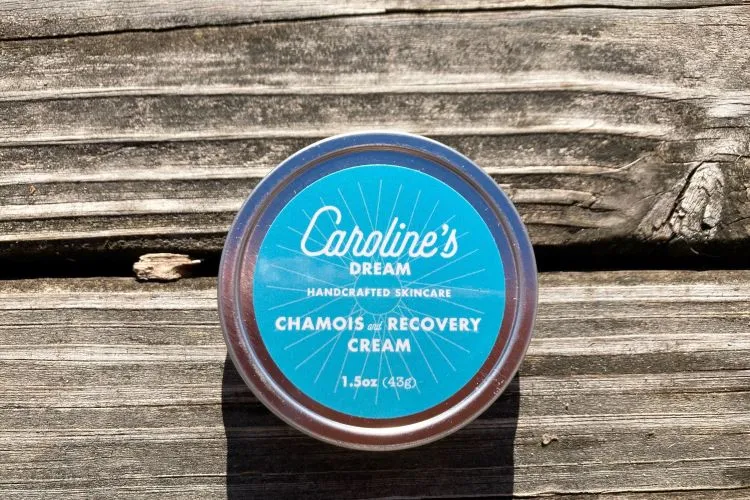 Caroline's
DREAM
HANDCRAFTED SKINCARE
CHAMOIS and RECOVERY
CREAM
1.5oz (43g)